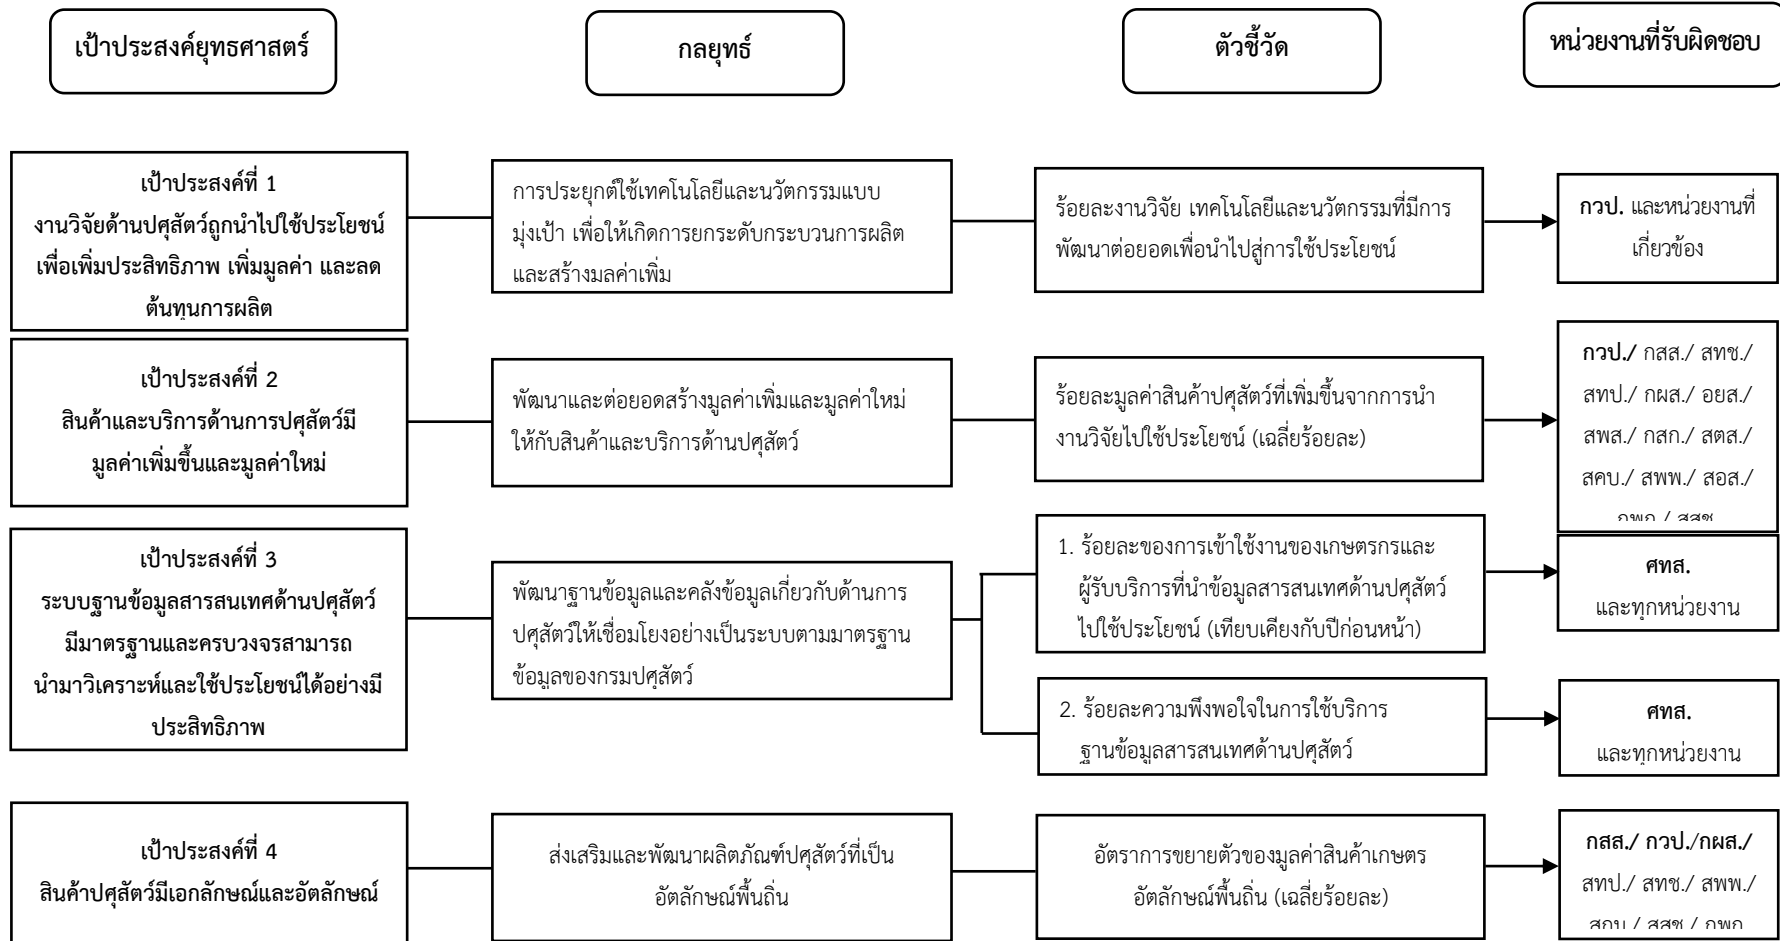 เป้าประสงค์ยุทธศาสตร์
กลยุทธ์
ตัวชี้วัด
หน่วยงานที่รับผิดชอบ
เป้าประสงค์ที่ 1
งานวิจัยด้านปศุสัตว์ถูกนำไปใช้ประโยชน์
เพื่อเพิ่มประสิทธิภาพ เพิ่มมูลค่า และลด
ต้นทุนการผลิต
การประยุกต์ใช้เทคโนโลยีและนวัตกรรมแบบ
มุ่งเป้า เพื่อให้เกิดการยกระดับกระบวนการผลิต
และสร้างมูลค่าเพิ่ม
ร้อยละงานวิจัย เทคโนโลยีและนวัตกรรมที่มีการ
พัฒนาต่อยอดเพื่อนำไปสู่การใช้ประโยชน์
กวป. และหน่วยงานที่
เกี่ยวข้อง
เป้าประสงค์ที่ 2
สินค้าและบริการด้านการปศุสัตว์มี
มูลค่าเพิ่มขึ้นและมูลค่าใหม่
พัฒนาและต่อยอดสร้างมูลค่าเพิ่มและมูลค่าใหม่
ให้กับสินค้าและบริการด้านปศุสัตว์
ร้อยละมูลค่าสินค้าปศุสัตว์ที่เพิ่มขึ้นจากการนำ
งานวิจัยไปใช้ประโยชน์ (เฉลี่ยร้อยละ)
กวป./ กสส./ สทช./
สทป./ กผส./ อยส./
สพส./ กสก./ สตส./
สคบ./ สพพ./ สอส./
เป้าประสงค์ที่ 3
ระบบฐานข้อมูลสารสนเทศด้านปศุสัตว์
มีมาตรฐานและครบวงจรสามารถ
นำมาวิเคราะห์และใช้ประโยชน์ได้อย่างมี
ประสิทธิภาพ
พัฒนาฐานข้อมูลและคลังข้อมูลเกี่ยวกับด้านการ
ปศุสัตว์ให้เชื่อมโยงอย่างเป็นระบบตามมาตรฐาน
ข้อมูลของกรมปศุสัตว์
1. ร้อยละของการเข้าใช้งานของเกษตรกรและ
ผู้รับบริการที่นำข้อมูลสารสนเทศด้านปศุสัตว์
ไปใช้ประโยชน์ (เทียบเคียงกับปีก่อนหน้า)
ศทส.
และทุกหน่วยงาน
2. ร้อยละความพึงพอใจในการใช้บริการ
ฐานข้อมูลสารสนเทศด้านปศุสัตว์
ศทส.
และทุกหน่วยงาน
เป้าประสงค์ที่ 4
สินค้าปศุสัตว์มีเอกลักษณ์และอัตลักษณ์
ส่งเสริมและพัฒนาผลิตภัณฑ์ปศุสัตว์ที่เป็น
อัตลักษณ์พื้นถิ่น
อัตราการขยายตัวของมูลค่าสินค้าเกษตร
อัตลักษณ์พื้นถิ่น (เฉลี่ยร้อยละ)
กสส./ กวป./กผส./
สทป./ สทช./ สพพ./